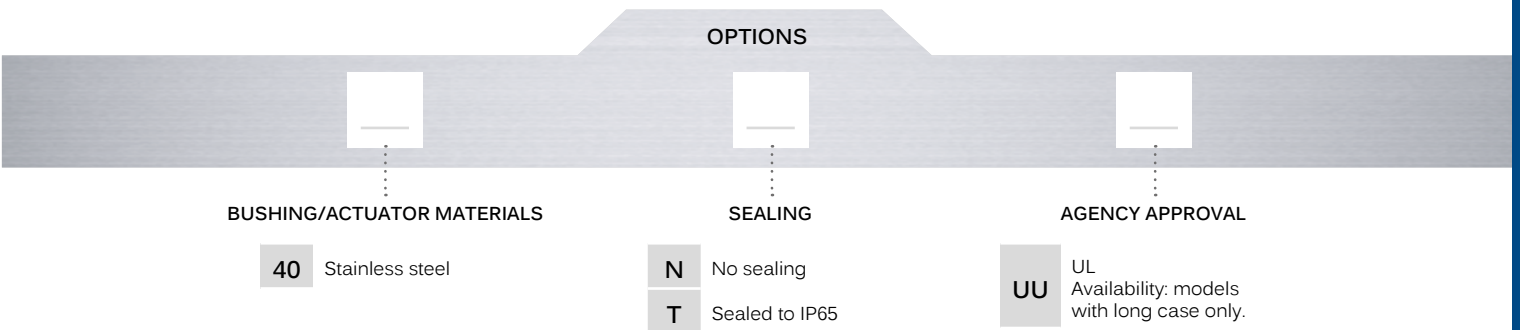 OPTIONS
BUSHING/ACTUATOR MATERIALS
40 Stainless steel
SEALING
N No sealing
T Sealed to IP65
AGENCY APPROVAL
UU UL
Availability: models
with long case only.